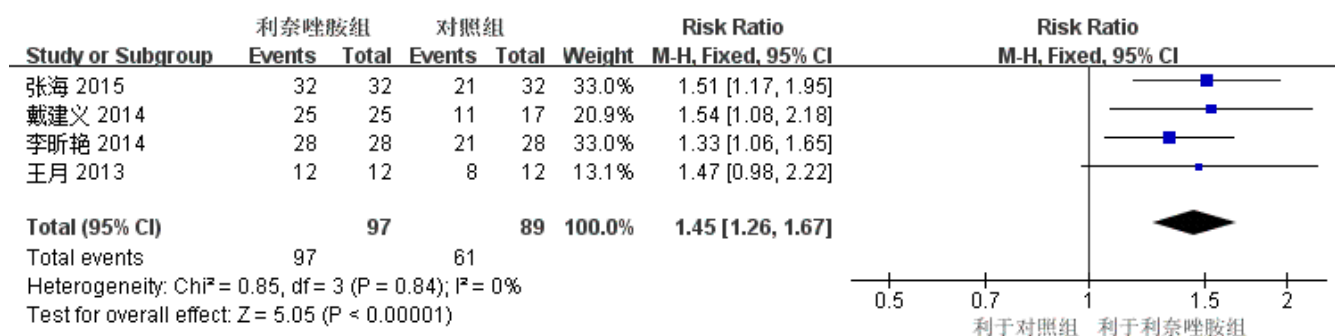 利奈唑胺组 对照组 Risk Ratio Risk Ratio
Study or Subgroup Events Total Events Total Weight M-H, Fixed, 95% CI M-H, Fixed, 95% CI
张海 2015 32 32 21 32 33.0% 1.51 [1.17, 1.95]
戴建义 2014 25 25 11 17 20.9% 1.54 [1.08, 2.18]
李昕艳 2014 28 28 21 28 33.0% 1.33 [1.06, 1.65]
王月 2013 12 12 8 12 13.1% 1.47 [0.98, 2.22]
Total (95% CI) 97 89 100.0% 1.45 [1.26, 1.67]
Total events 97 61
Heterogeneity: Chi² = 0.85, df = 3 (P = 0.84); I² = 0%
Test for overall effect: Z = 5.05 (P < 0.00001)
0.5 0.7 1 1.5 2
利于对照组 利于利奈唑胺组